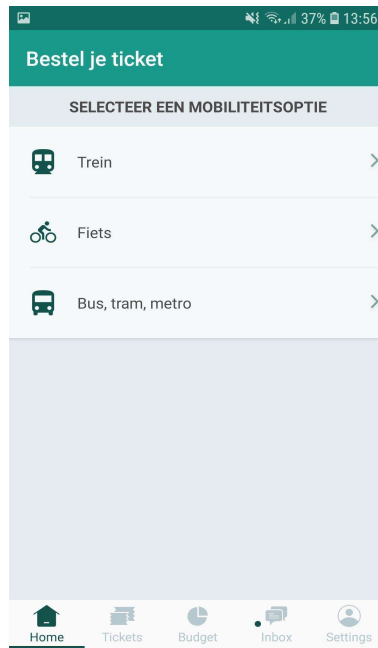 37% 13:56
Bestel je ticket
SELECTEER EEN MOBILITEITSOPTIE
Trein
Fiets
Bus, tram, metro
Home Tickets Budget Inbox Settings